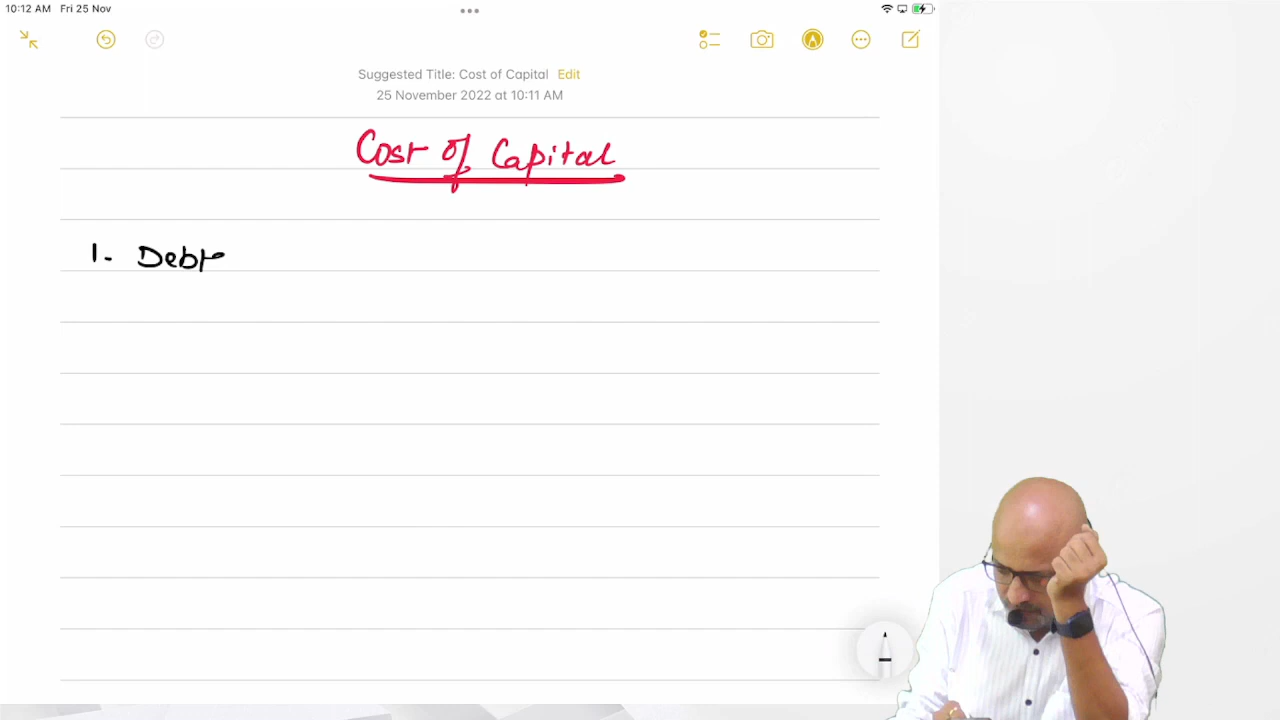 10:12 AM Fri 25 Nov
Suggested Title: Cost of Capital Edit
25 November 2022 at 10:11 AM
Cost of Capital
1. Debt